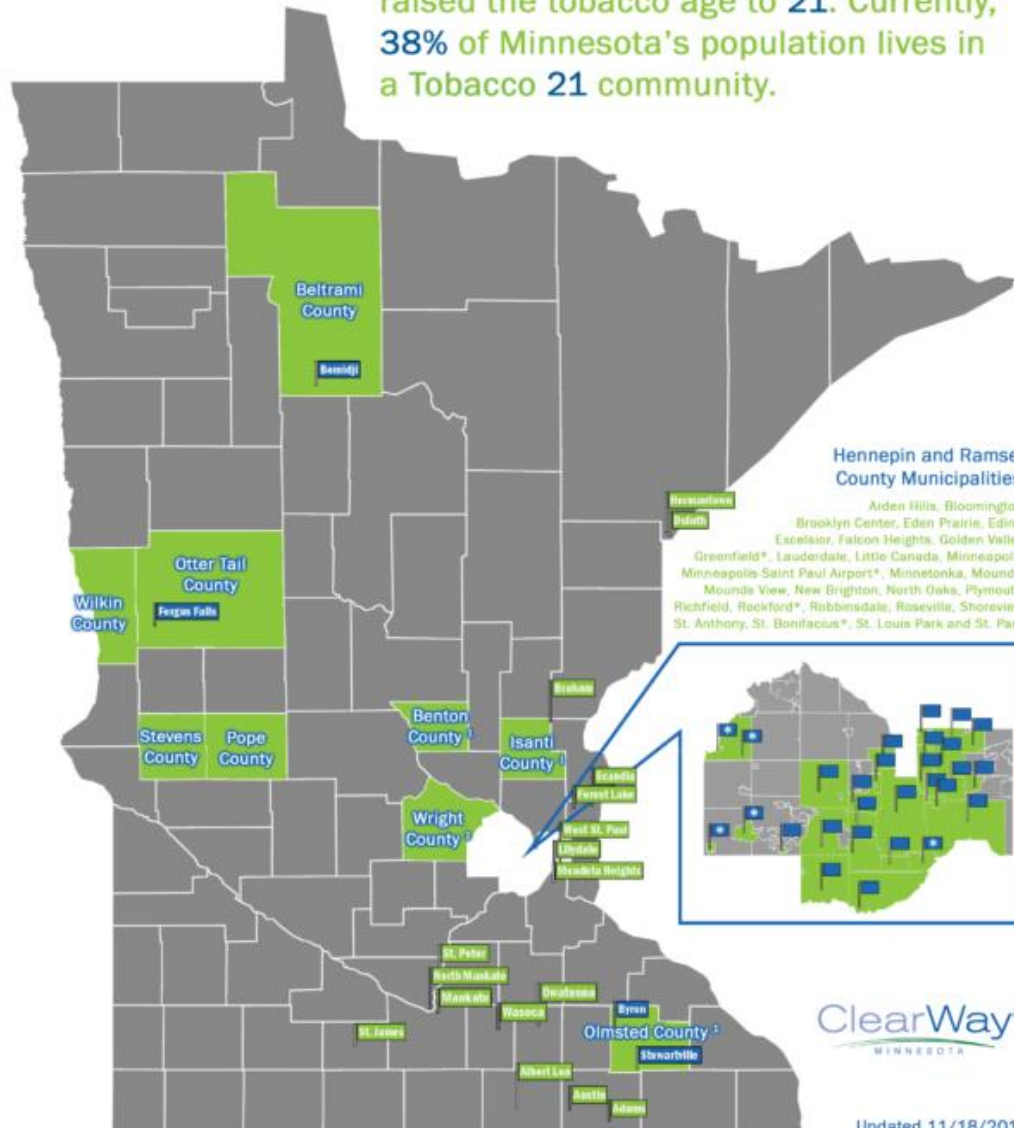 raised the tobacco age to 21. Currently,
38% of Minnesota's population lives in
a Tobacco 21 community.
Beltrami
County
Bemidji
Hermantown
Duluth
Hennepin and Ramse
County Municipalities
Arden Hills, Bloomingto
Brooklyn Center, Eden Prairie, Edin
Excelsior, Falcon Heights, Golden Valle
Greenfield*, Lauderdale, Little Canada, Minneapoli
Minneapolis-Saint Paul Airport*, Minnetonka, Mound
Mounds View, New Brighton, North Oaks, Plymout
Richfield, Rockford*, Robbinsdale, Roseville, Shorevie
St. Anthony, St. Bonifacius*, St. Louis Park and St. Pau
Otter Tail
County
Fergus Falls
Wilkin
County
Braham
Stevens
County
Pope
County
Benton
County
Isanti
County
Scandia
Forest Lake
Wright
County
West St. Paul
Lilydale
Mendota Heights
St. Peter
North Mankato
Mankato
Owatonna
Waseca
St. James
Byron
Olmsted County
Stewartville
Albert Lea
Austin
Adams
ClearWay
MINNESOTA
Updated 11/18/201